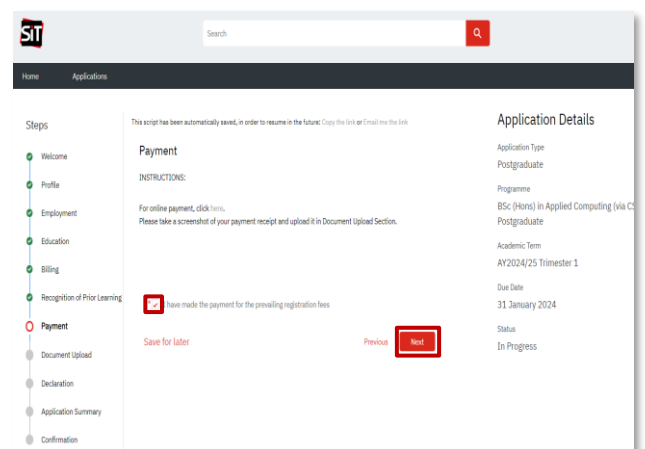 SiT
Search
Home Applications
Steps
Welcome
Profile
Employment
Education
Billing
Recognition of Prior Learning
Payment
Document Upload
Declaration
Application Summary
Confirmation
This script has been automatically saved, in order to resume in the future: Copy the link or Email me the link
Payment
INSTRUCTIONS:
For online payment, click here.
Please take a screenshot of your payment receipt and upload it in Document Upload Section.
have made the payment for the prevailing registration fees
Save for later
Previous Next
Application Details
Application Type
Postgraduate
Programme
BSc (Hons) in Applied Computing (via CS
Postgraduate
Academic Term
AY2024/25 Trimester 1
Due Date
31 January 2024
Status
In Progress